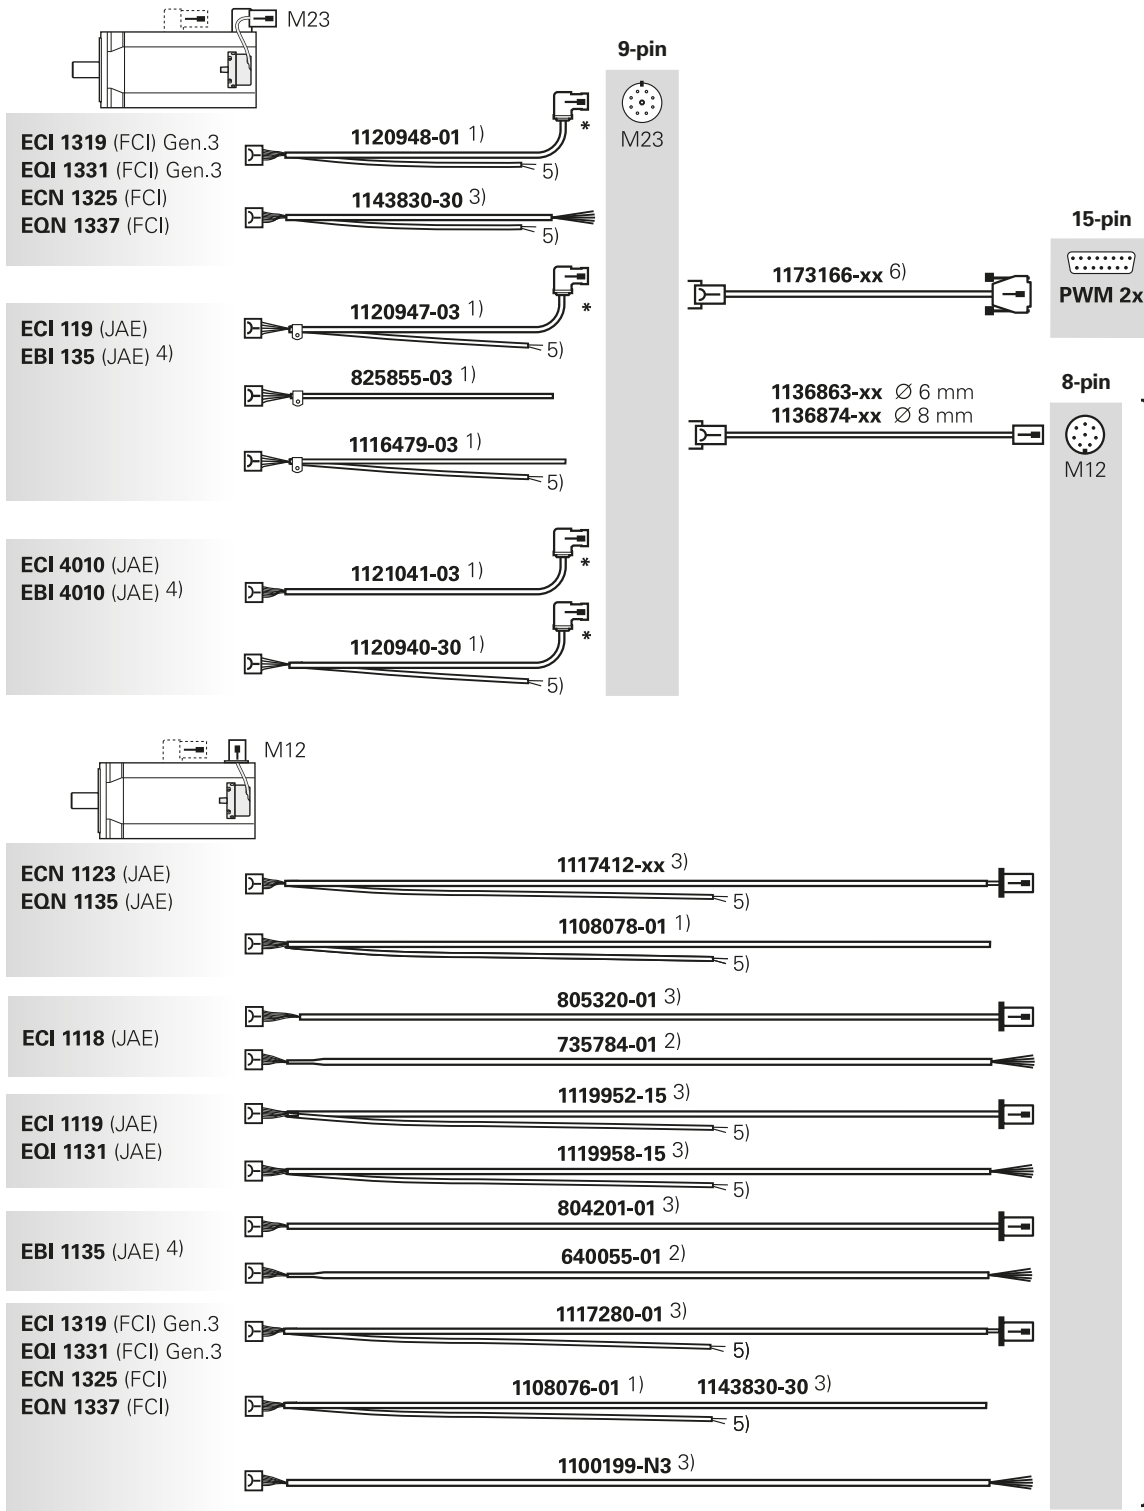 M23
9-pin
M23
ECI 1319 (FCI) Gen.3
EQI 1331 (FCI) Gen.3
ECN 1325 (FCI)
EQN 1337 (FCI)
1120948-01 1)
*
5)
1143830-30 3)
5)
15-pin
PWM 2x
1173166-xx 6)
ECI 119 (JAE)
EBI 135 (JAE) 4)
1120947-03 1)
*
5)
825855-03 1)
1116479-03 1)
5)
8-pin
M12
1136863-xx Ø 6 mm
1136874-xx Ø 8 mm
ECI 4010 (JAE)
EBI 4010 (JAE) 4)
1121041-03 1)
*
1120940-30 1)
*
5)
M12
ECN 1123 (JAE)
EQN 1135 (JAE)
1117412-xx 3)
5)
1108078-01 1)
5)
ECI 1118 (JAE)
805320-01 3)
735784-01 2)
ECI 1119 (JAE)
EQI 1131 (JAE)
1119952-15 3)
5)
1119958-15 3)
5)
EBI 1135 (JAE) 4)
804201-01 3)
640055-01 2)
ECI 1319 (FCI) Gen.3
EQI 1331 (FCI) Gen.3
ECN 1325 (FCI)
EQN 1337 (FCI)
1117280-01 3)
5)
1108076-01 1) 1143830-30 3)
5)
1100199-N3 3)